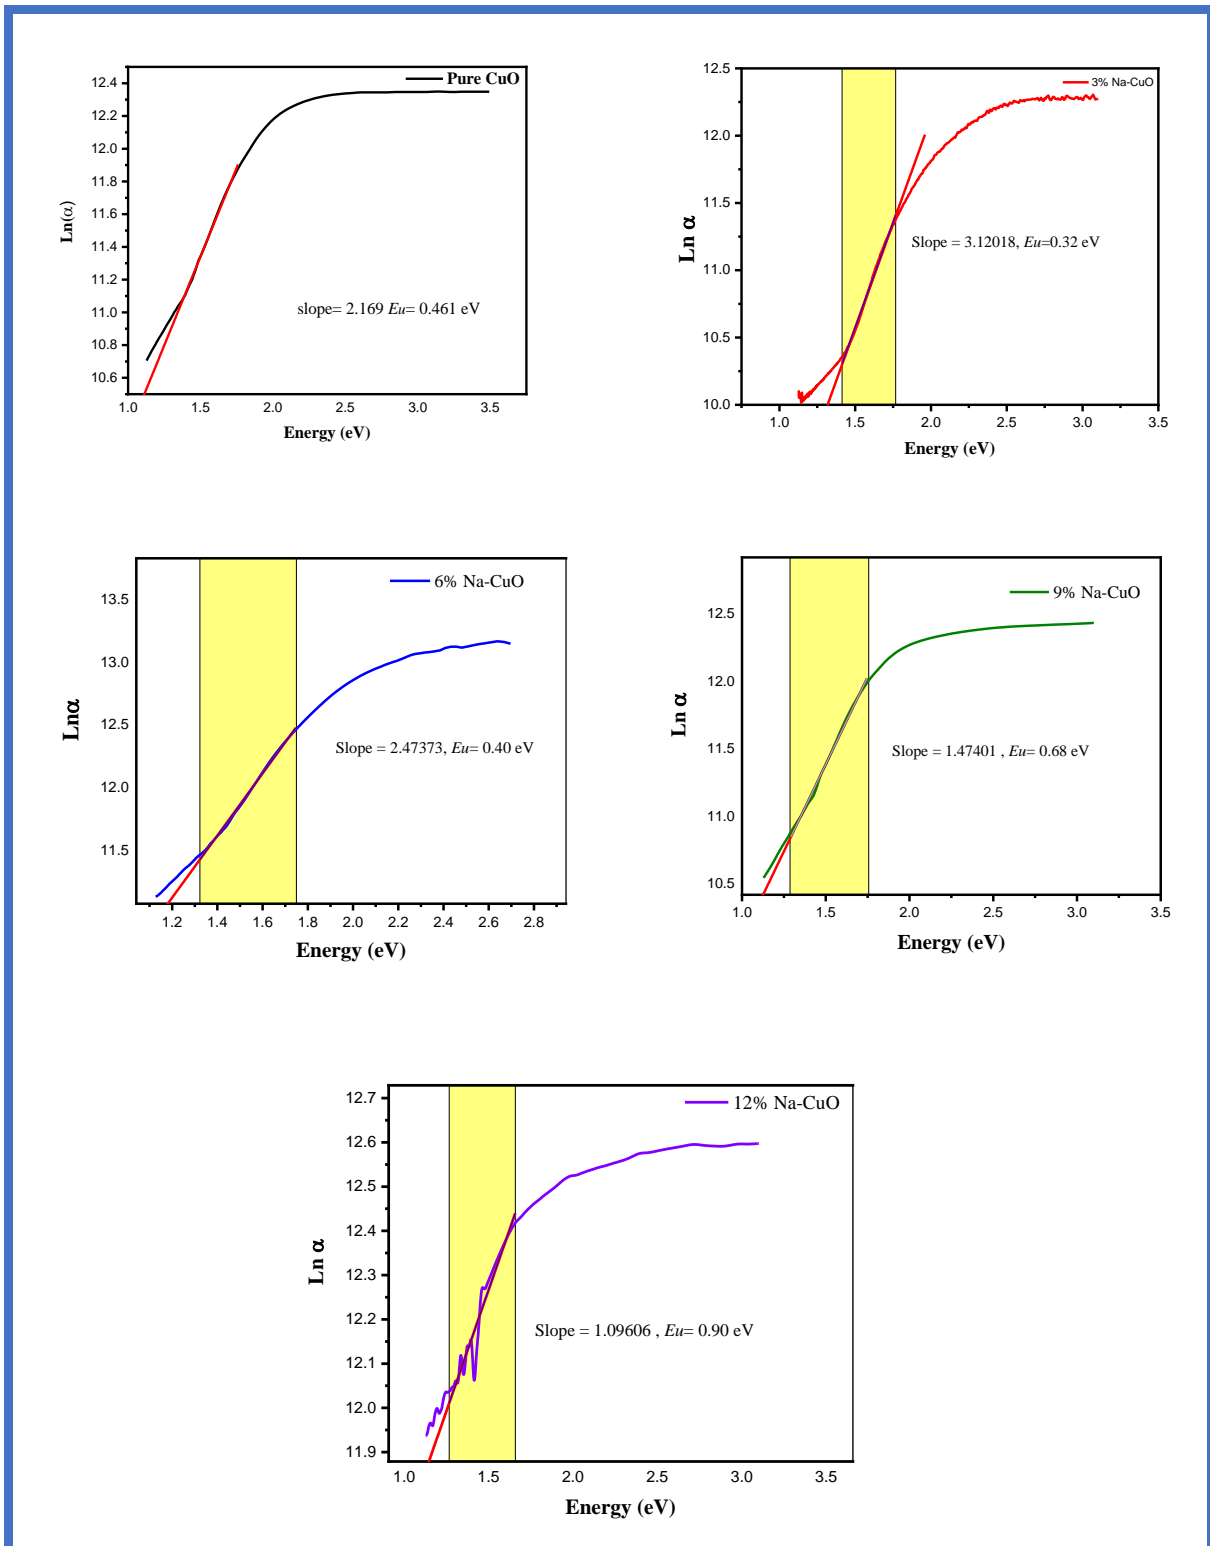 Pure CuO
12.4
12.2
12.0
11.8
11.6
11.4
11.2
11.0
10.8
10.6
Ln(α)
slope= 2.169 Eu= 0.461 eV
1.0 1.5 2.0 2.5 3.0 3.5
Energy (eV)
3% Na-CuO
12.5
12.0
11.5
11.0
10.5
10.0
Ln α
Slope = 3.12018, Eu=0.32 eV
1.0 1.5 2.0 2.5 3.0 3.5
Energy (eV)
6% Na-CuO
13.5
13.0
12.5
12.0
11.5
Lnα
Slope = 2.47373, Eu= 0.40 eV
1.2 1.4 1.6 1.8 2.0 2.2 2.4 2.6 2.8
Energy (eV)
9% Na-CuO
12.5
12.0
11.5
11.0
10.5
Ln α
Slope = 1.47401 , Eu= 0.68 eV
1.0 1.5 2.0 2.5 3.0 3.5
Energy (eV)
12% Na-CuO
12.7
12.6
12.5
12.4
12.3
12.2
12.1
12.0
11.9
Ln α
Slope = 1.09606 , Eu= 0.90 eV
1.0 1.5 2.0 2.5 3.0 3.5
Energy (eV)